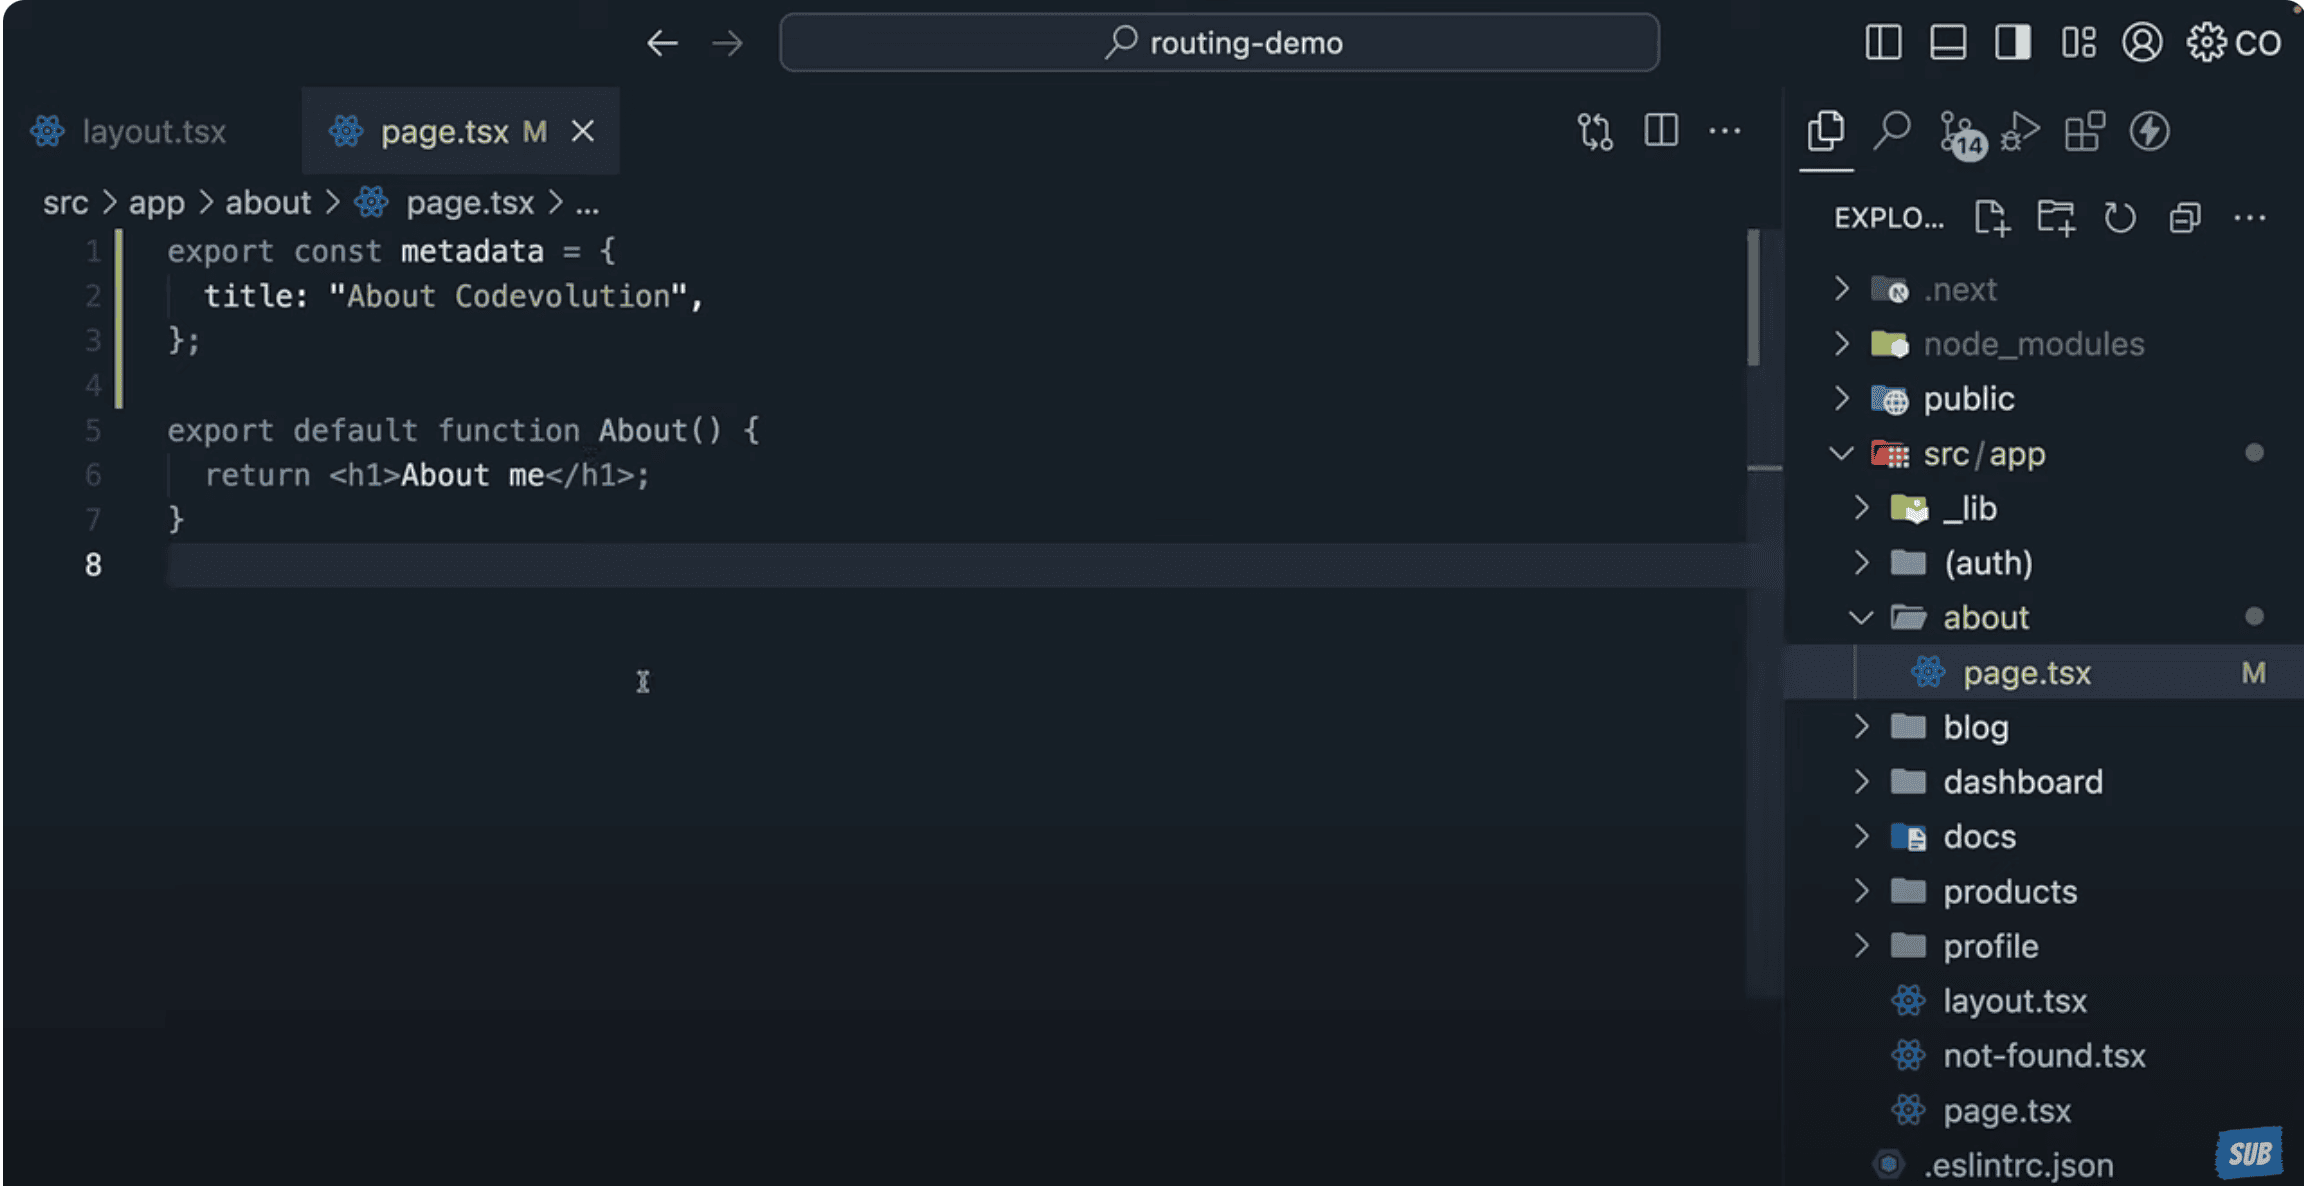 routing-demo
CO
layout.tsx
page.tsx M
14
src > app > about > page.tsx > ...
EXPLO...
1 export const metadata = {
2 title: "About Codevolution",
3 };
4
5 export default function About() {
6 return <h1>About me</h1>;
7 }
8
.next
node_modules
public
src/app
_lib
(auth)
about
page.tsx M
blog
dashboard
docs
products
profile
layout.tsx
not-found.tsx
page.tsx
.eslintrc.json
SUB